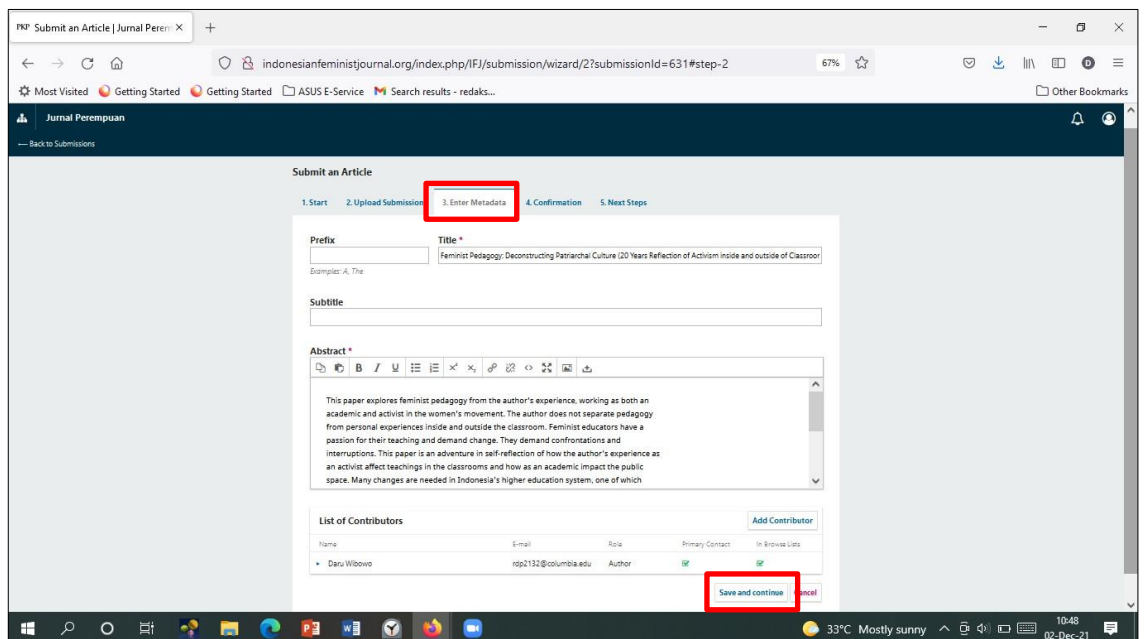 PKP Submit an Article | Jurnal Perem
indonesianfeministjournal.org/index.php/IFJ/submission/wizard/2?submissionId=631#step-2 67%
Most Visited Getting Started Getting Started ASUS E-Service Search results - redaks... Other Bookmarks
Jurnal Perempuan
← Back to Submissions
Submit an Article
1. Start 2. Upload Submission 3. Enter Metadata 4. Confirmation 5. Next Steps
Prefix Title *
Feminist Pedagogy: Deconstructing Patriarchal Culture (20 Years Reflection of Activism inside and outside of Classroor
Examples: A, The
Subtitle
Abstract *
This paper explores feminist pedagogy from the author's experience, working as both an
academic and activist in the women's movement. The author does not separate pedagogy
from personal experiences inside and outside the classroom. Feminist educators have a
passion for their teaching and demand change. They demand confrontations and
interruptions. This paper is an adventure in self-reflection of how the author's experience as
an activist affect teachings in the classrooms and how as an academic impact the public
space. Many changes are needed in Indonesia's higher education system, one of which
List of Contributors Add Contributor
Name E-mail Role Primary Contact In Browse Lists
Daru Wibowo rdp2132@columbia.edu Author
Save and continue Cancel
33°C Mostly sunny 10:48
02-Dec-21